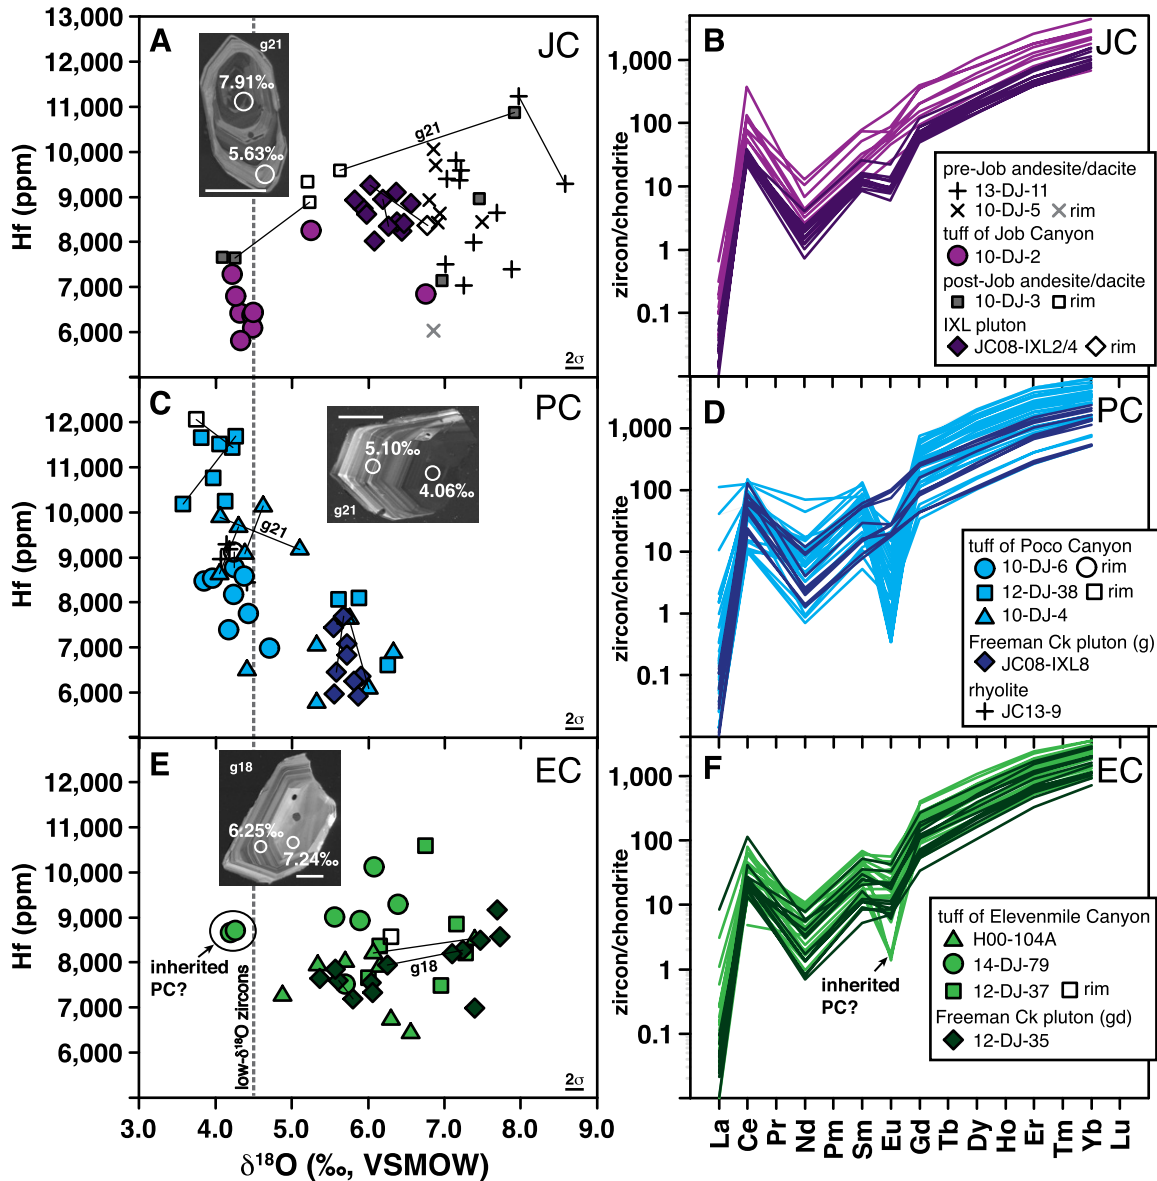 A
JC
g21
7.91‰
5.63‰
g21
13,000
12,000
11,000
10,000
9,000
8,000
7,000
6,000
Hf (ppm)
2σ
B
JC
1,000
100
10
1
0.1
zircon/chondrite
pre-Job andesite/dacite
13-DJ-11
10-DJ-5 rim
tuff of Job Canyon
10-DJ-2
post-Job andesite/dacite
10-DJ-3 rim
IXL pluton
JC08-IXL2/4 rim
C
PC
5.10‰
4.06‰
g21
g21
12,000
11,000
10,000
9,000
8,000
7,000
6,000
Hf (ppm)
2σ
D
PC
1,000
100
10
1
0.1
zircon/chondrite
tuff of Poco Canyon
10-DJ-6 rim
12-DJ-38 rim
10-DJ-4
Freeman Ck pluton (g)
JC08-IXL8
rhyolite
JC13-9
E
EC
g18
6.25‰
7.24‰
g18
inherited
PC?
low-δ18O zircons
12,000
11,000
10,000
9,000
8,000
7,000
6,000
Hf (ppm)
2σ
3.0 4.0 5.0 6.0 7.0 8.0 9.0
δ18O (‰, VSMOW)
F
EC
1,000
100
10
1
0.1
zircon/chondrite
inherited
PC?
tuff of Elevenmile Canyon
H00-104A
14-DJ-79
12-DJ-37 rim
Freeman Ck pluton (gd)
12-DJ-35
La Ce Pr Nd Pm Sm Eu Gd Tb Dy Ho Er Tm Yb Lu